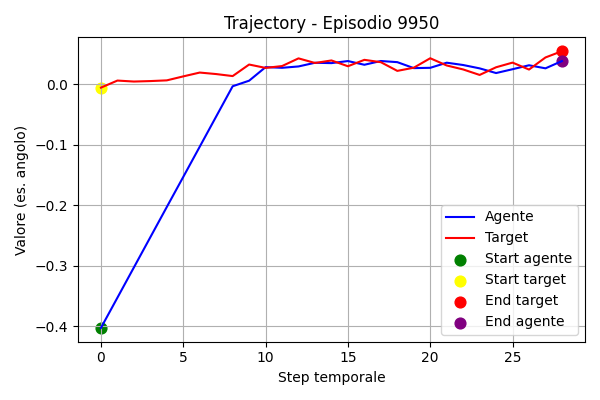 Trajectory - Episodio 9950
Valore (es. angolo)
0.0
−0.1
−0.2
−0.3
−0.4
0
5
10
15
20
25
Step temporale
Agente
Target
Start agente
Start target
End target
End agente